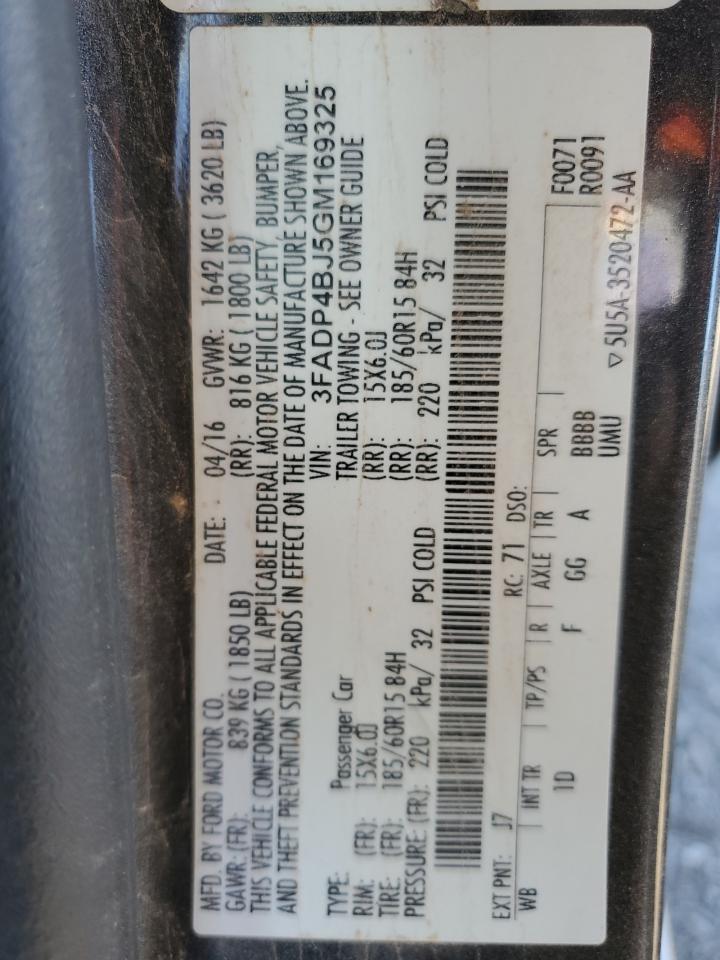 MFD. BY FORD MOTOR CO. DATE: 04/16 GVWR: 1642 KG ( 3620 LB)
GAWR:(FR): 839 KG ( 1850 LB) (RR): 816 KG ( 1800 LB)
THIS VEHICLE CONFORMS TO ALL APPLICABLE FEDERAL MOTOR VEHICLE SAFETY, BUMPER,
AND THEFT PREVENTION STANDARDS IN EFFECT ON THE DATE OF MANUFACTURE SHOWN ABOVE.
VIN: 3FADP4BJ5GM169325
TYPE: Passenger Car TRAILER TOWING - SEE OWNER GUIDE
RIM: (FR): 15X6.0J (RR): 15X6.0J
TIRE: (FR): 185/60R15 84H (RR): 185/60R15 84H
PRESSURE: (FR): 220 kPa/ 32 PSI COLD (RR): 220 kPa/ 32 PSI COLD
EXT PNT: J7 RC: 71 DSO: F0071
WB INT TR TP/PS R AXLE TR SPR R0091
1D F GG A BBBB
UMU ▽5U5A-3520472-AA